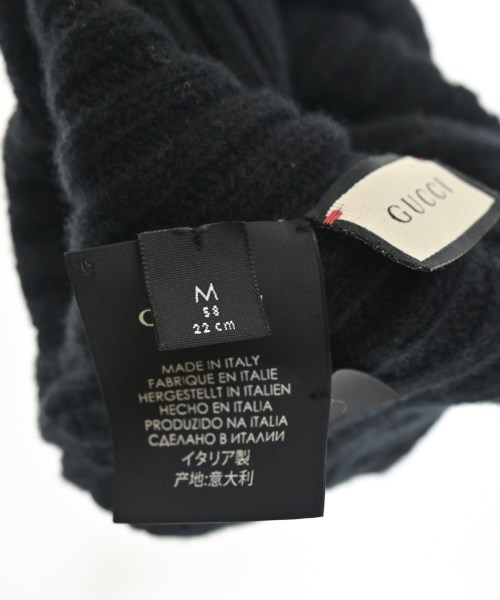 GUCCI
M
58
22 cm
MADE IN ITALY
FABRIQUE EN ITALIE
HERGESTELLT IN ITALIEN
HECHO EN ITALIA
PRODUZIDO NA ITALIA
СДЕЛАНО В ИТАЛИИ
イタリア製
产地:意大利